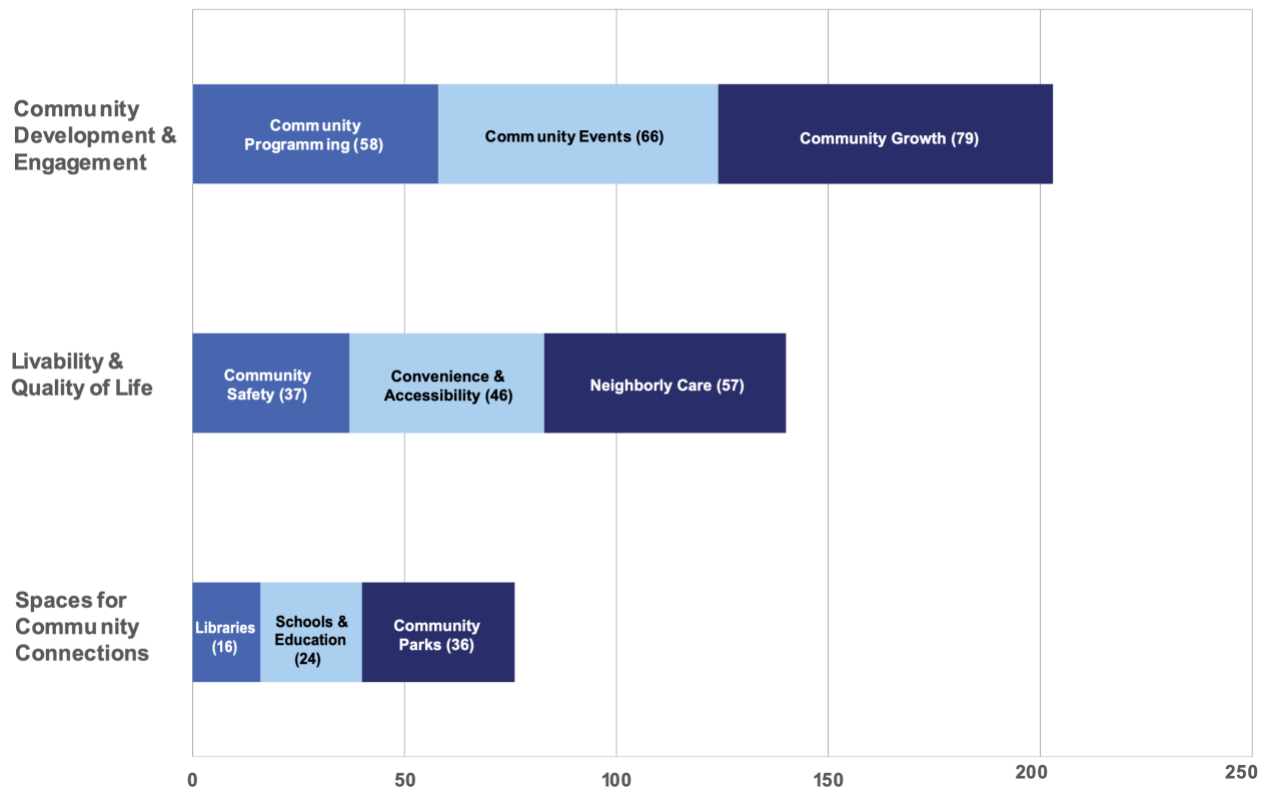 Community
Development &
Engagement
Community
Programming (58)
Community Events (66)
Community Growth (79)
Livability &
Quality of Life
Community
Safety (37)
Convenience &
Accessibility (46)
Neighborly Care (57)
Spaces for
Community
Connections
Libraries
(16)
Schools &
Education
(24)
Community
Parks (36)
0
50
100
150
200
250